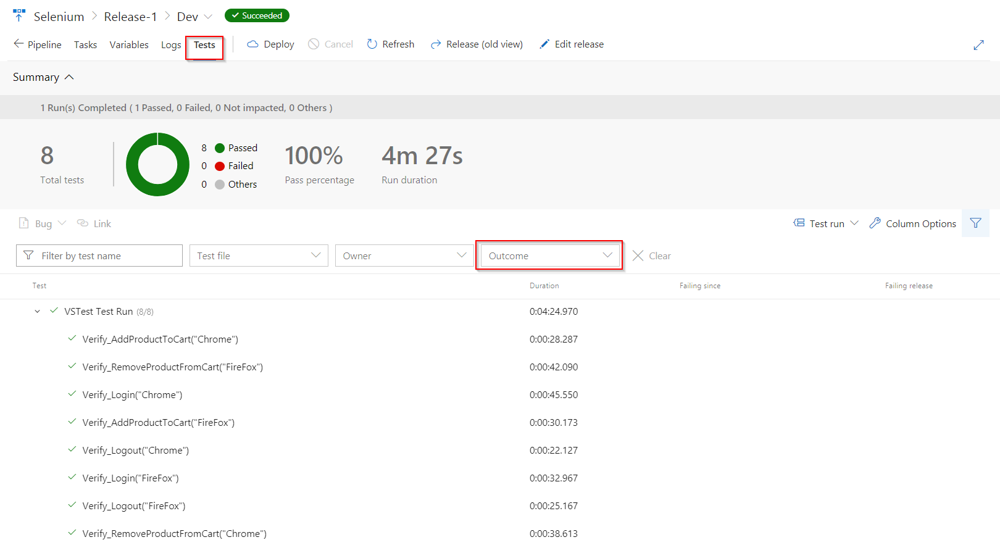 Selenium > Release-1 > Dev Succeeded
Pipeline Tasks Variables Logs Tests Deploy Cancel Refresh Release (old view) Edit release
Summary
1 Run(s) Completed ( 1 Passed, 0 Failed, 0 Not impacted, 0 Others )
8
Total tests
8 Passed
0 Failed
0 Others
100%
Pass percentage
4m 27s
Run duration
Bug Link Test run Column Options
Filter by test name Test file Owner Outcome Clear
Test Duration Failing since Failing release
VSTest Test Run (8/8) 0:04:24.970
Verify_AddProductToCart("Chrome") 0:00:28.287
Verify_RemoveProductFromCart("FireFox") 0:00:42.090
Verify_Login("Chrome") 0:00:45.550
Verify_AddProductToCart("FireFox") 0:00:30.173
Verify_Logout("Chrome") 0:00:22.127
Verify_Login("FireFox") 0:00:32.967
Verify_Logout("FireFox") 0:00:25.167
Verify_RemoveProductFromCart("Chrome") 0:00:38.613